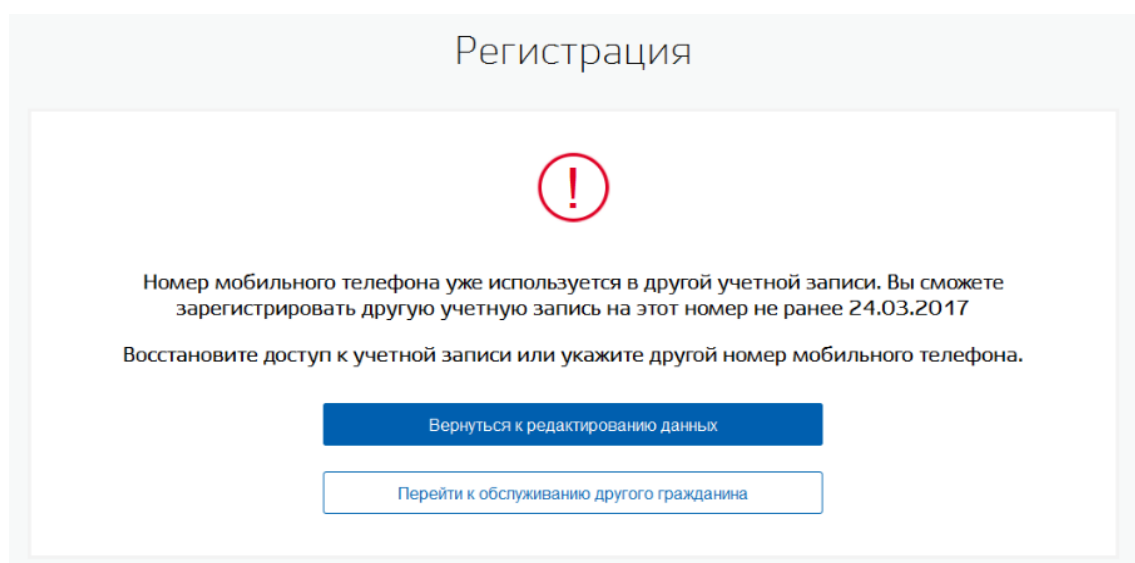 Регистрация
!
Номер мобильного телефона уже используется в другой учетной записи. Вы сможете
зарегистрировать другую учетную запись на этот номер не ранее 24.03.2017
Восстановите доступ к учетной записи или укажите другой номер мобильного телефона.
Вернуться к редактированию данных
Перейти к обслуживанию другого гражданина